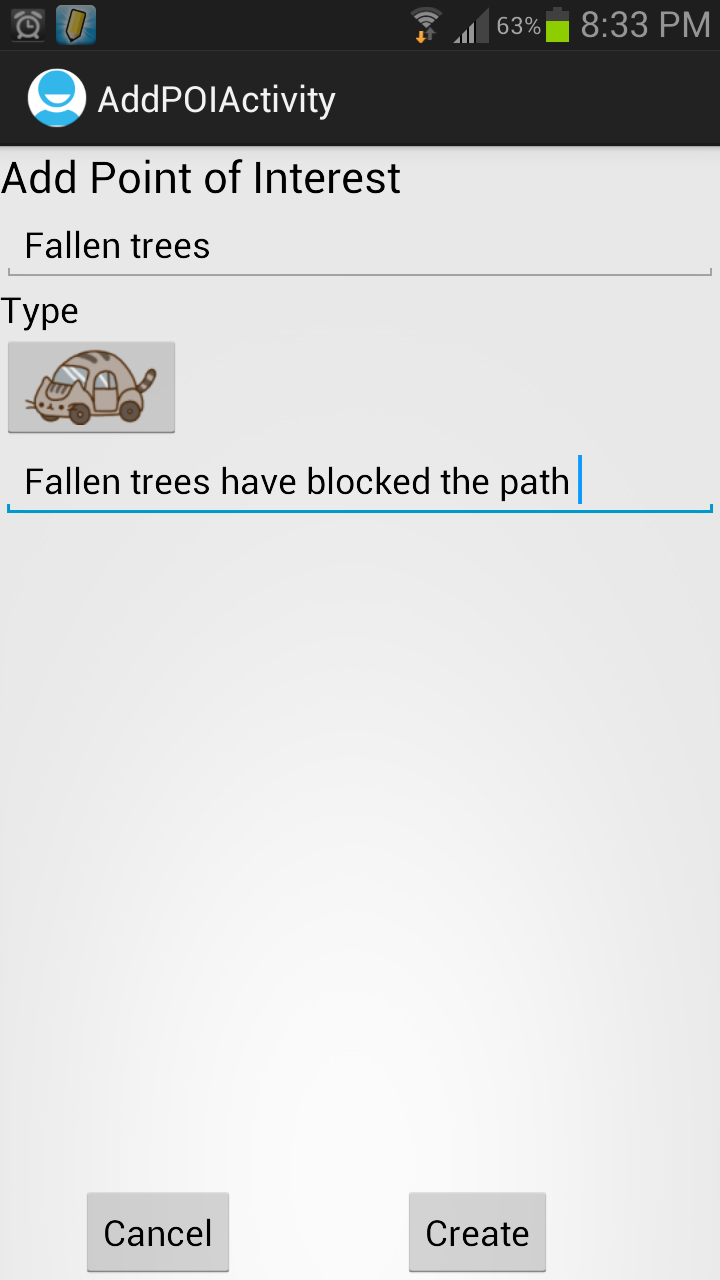 63% 8:33 PM
AddPOIActivity
Add Point of Interest
Fallen trees
Type
Fallen trees have blocked the path
Cancel Create